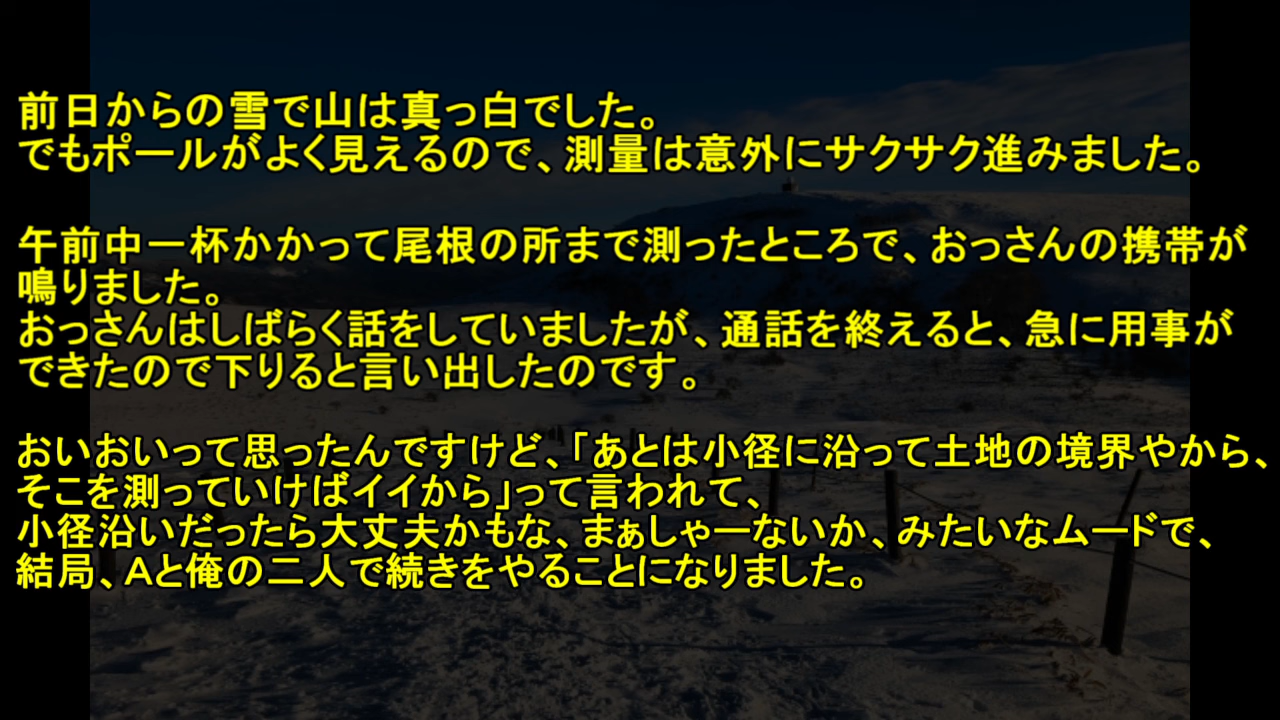 前日からの雪で山は真っ白でした。
でもポールがよく見えるので、測量は意外にサクサク進みました。
午前中一杯かかって尾根の所まで測ったところで、おっさんの携帯が
鳴りました。
おっさんはしばらく話をしていましたが、通話を終えると、急に用事が
できたので下りると言い出したのです。
おいおいって思ったんですけど、「あとは小径に沿って土地の境界やから、
そこを測っていけばイイから」って言われて、
小径沿いだったら大丈夫かもな、まぁしゃーないか、みたいなムードで、
結局、Aと俺の二人で続きをやることになりました。